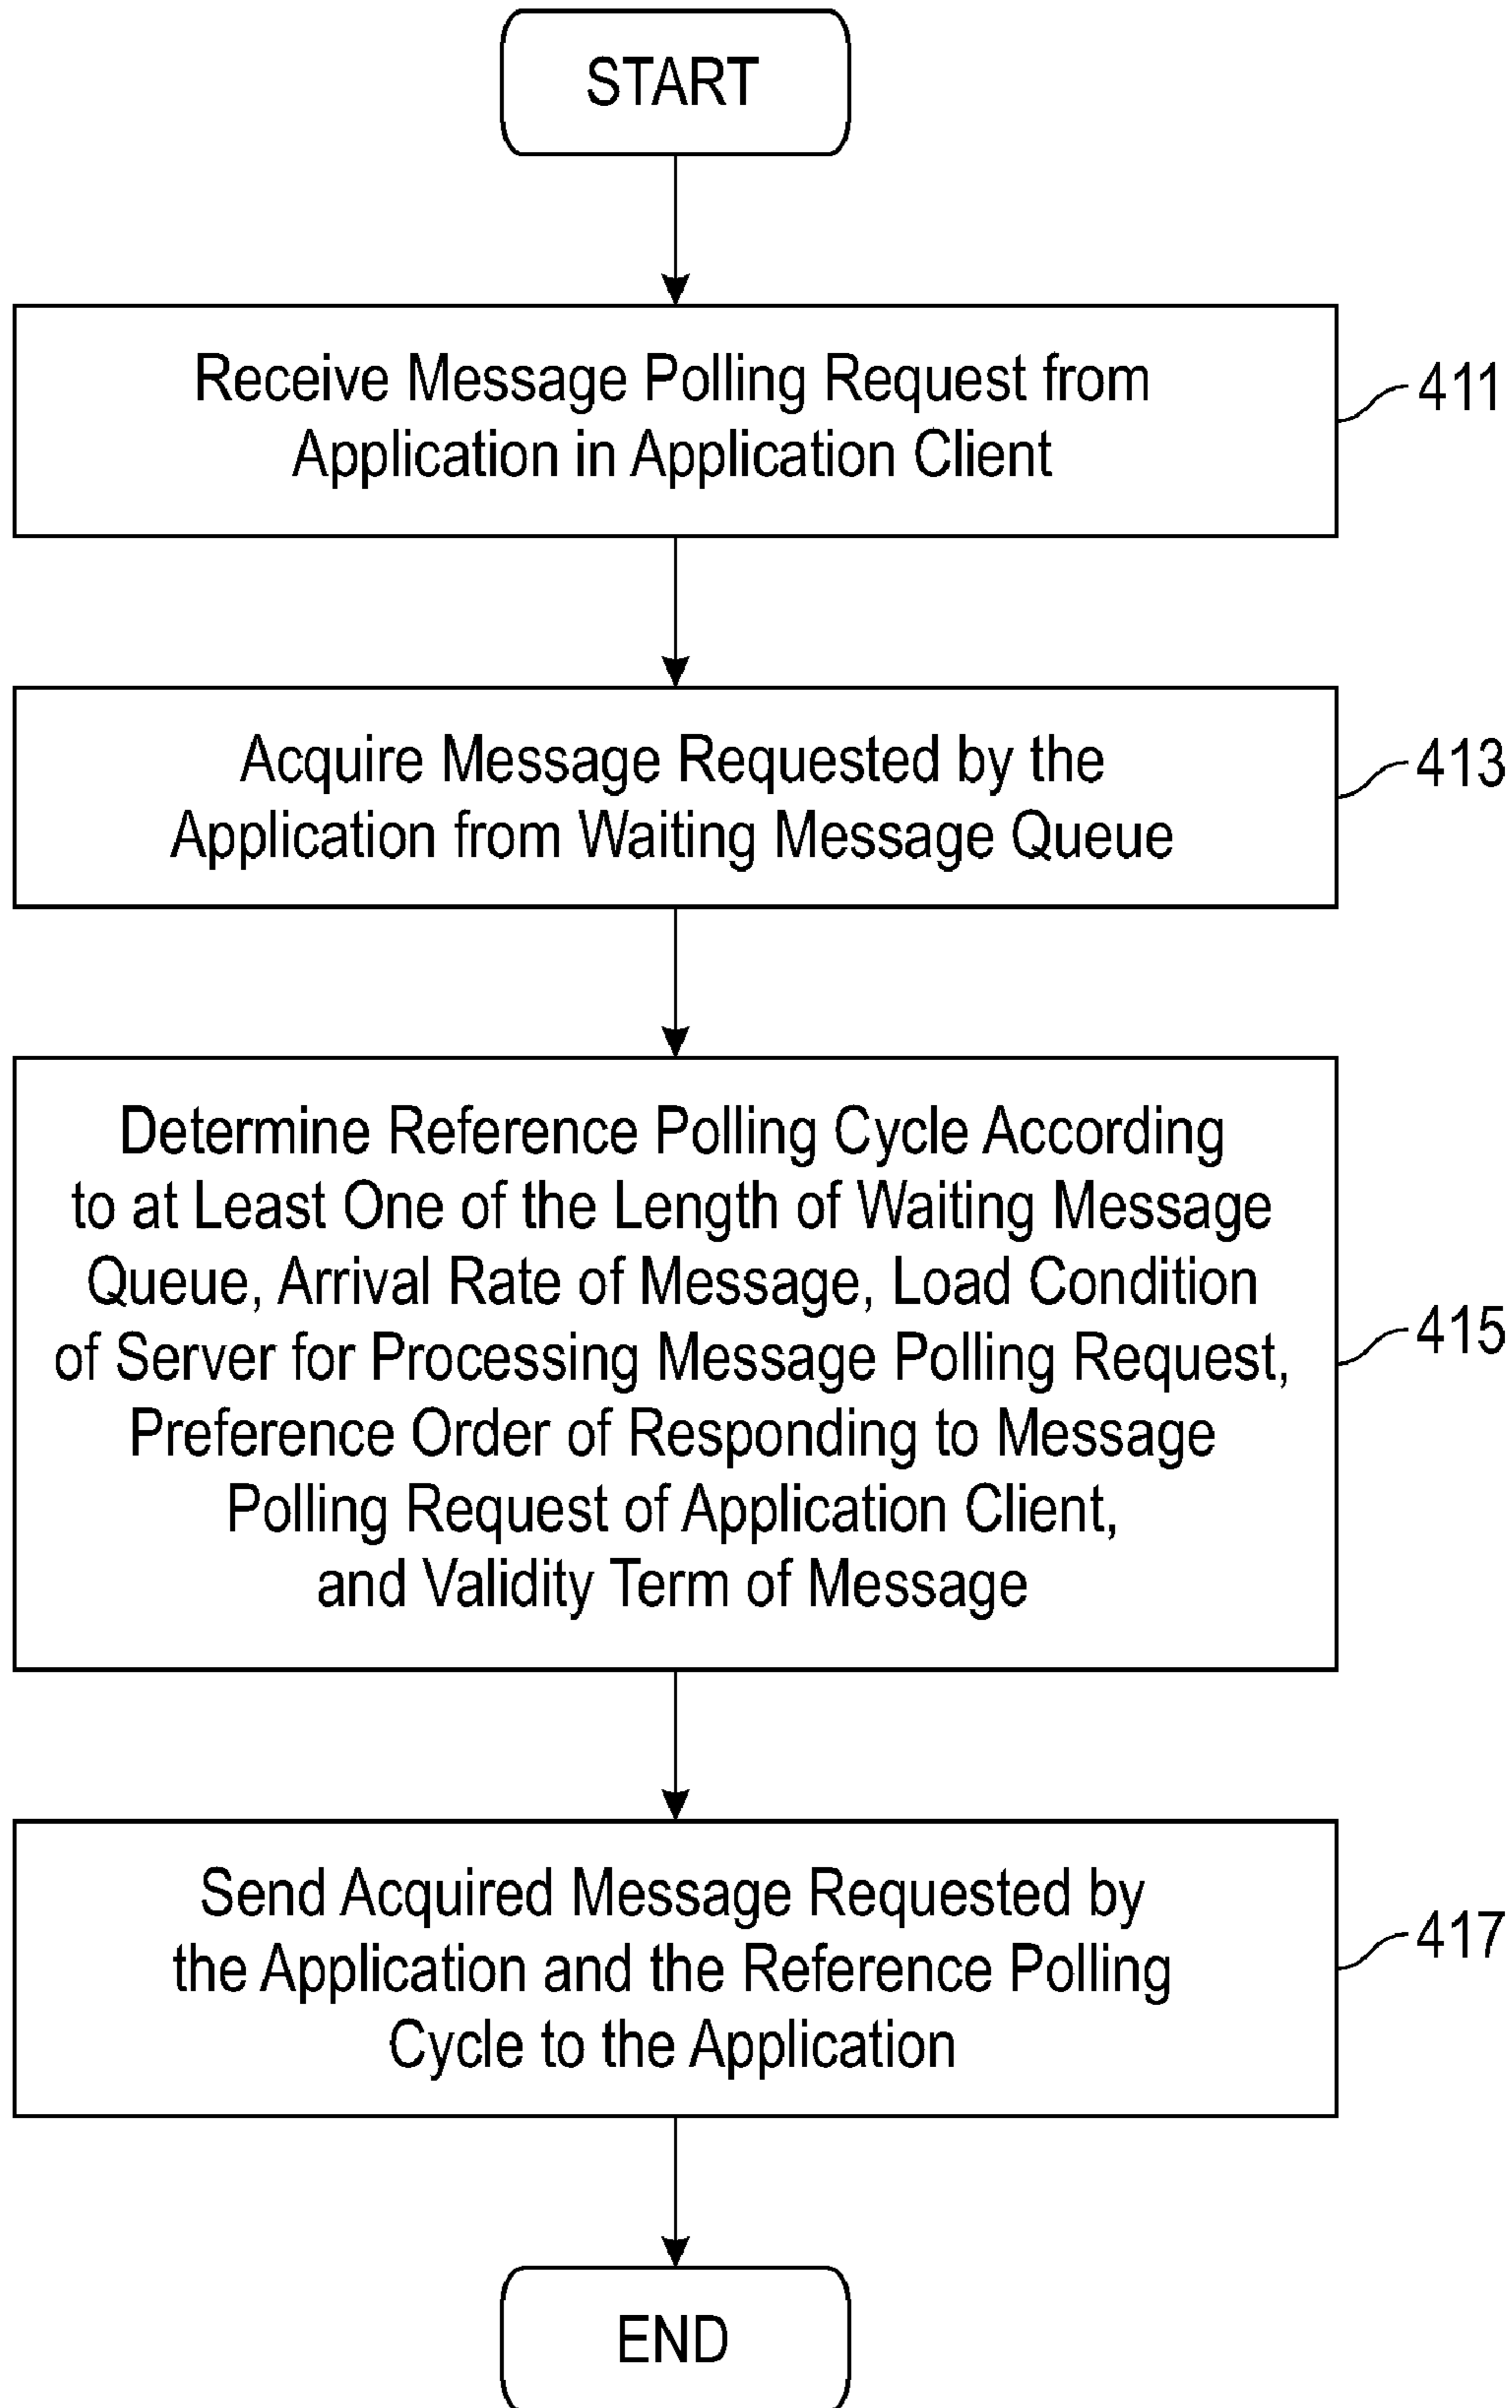 START
Receive Message Polling Request from
Application in Application Client
411
Acquire Message Requested by the
Application from Waiting Message Queue
413
Determine Reference Polling Cycle According
to at Least One of the Length of Waiting Message
Queue, Arrival Rate of Message, Load Condition
of Server for Processing Message Polling Request,
Preference Order of Responding to Message
Polling Request of Application Client,
and Validity Term of Message
415
Send Acquired Message Requested by
the Application and the Reference Polling
Cycle to the Application
417
END